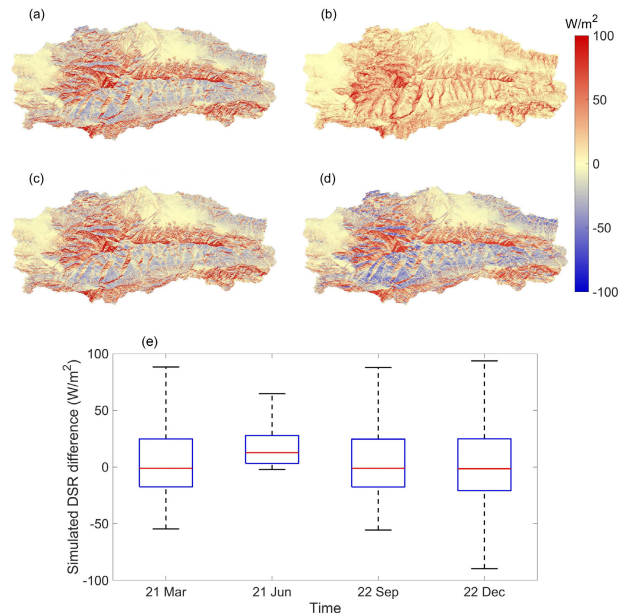 (a)
(b)
W/m²
100
50
0
-50
-100
(c)
(d)
(e)
Simulated DSR difference (W/m²)
100
50
0
-50
-100
21 Mar
21 Jun
22 Sep
22 Dec
Time